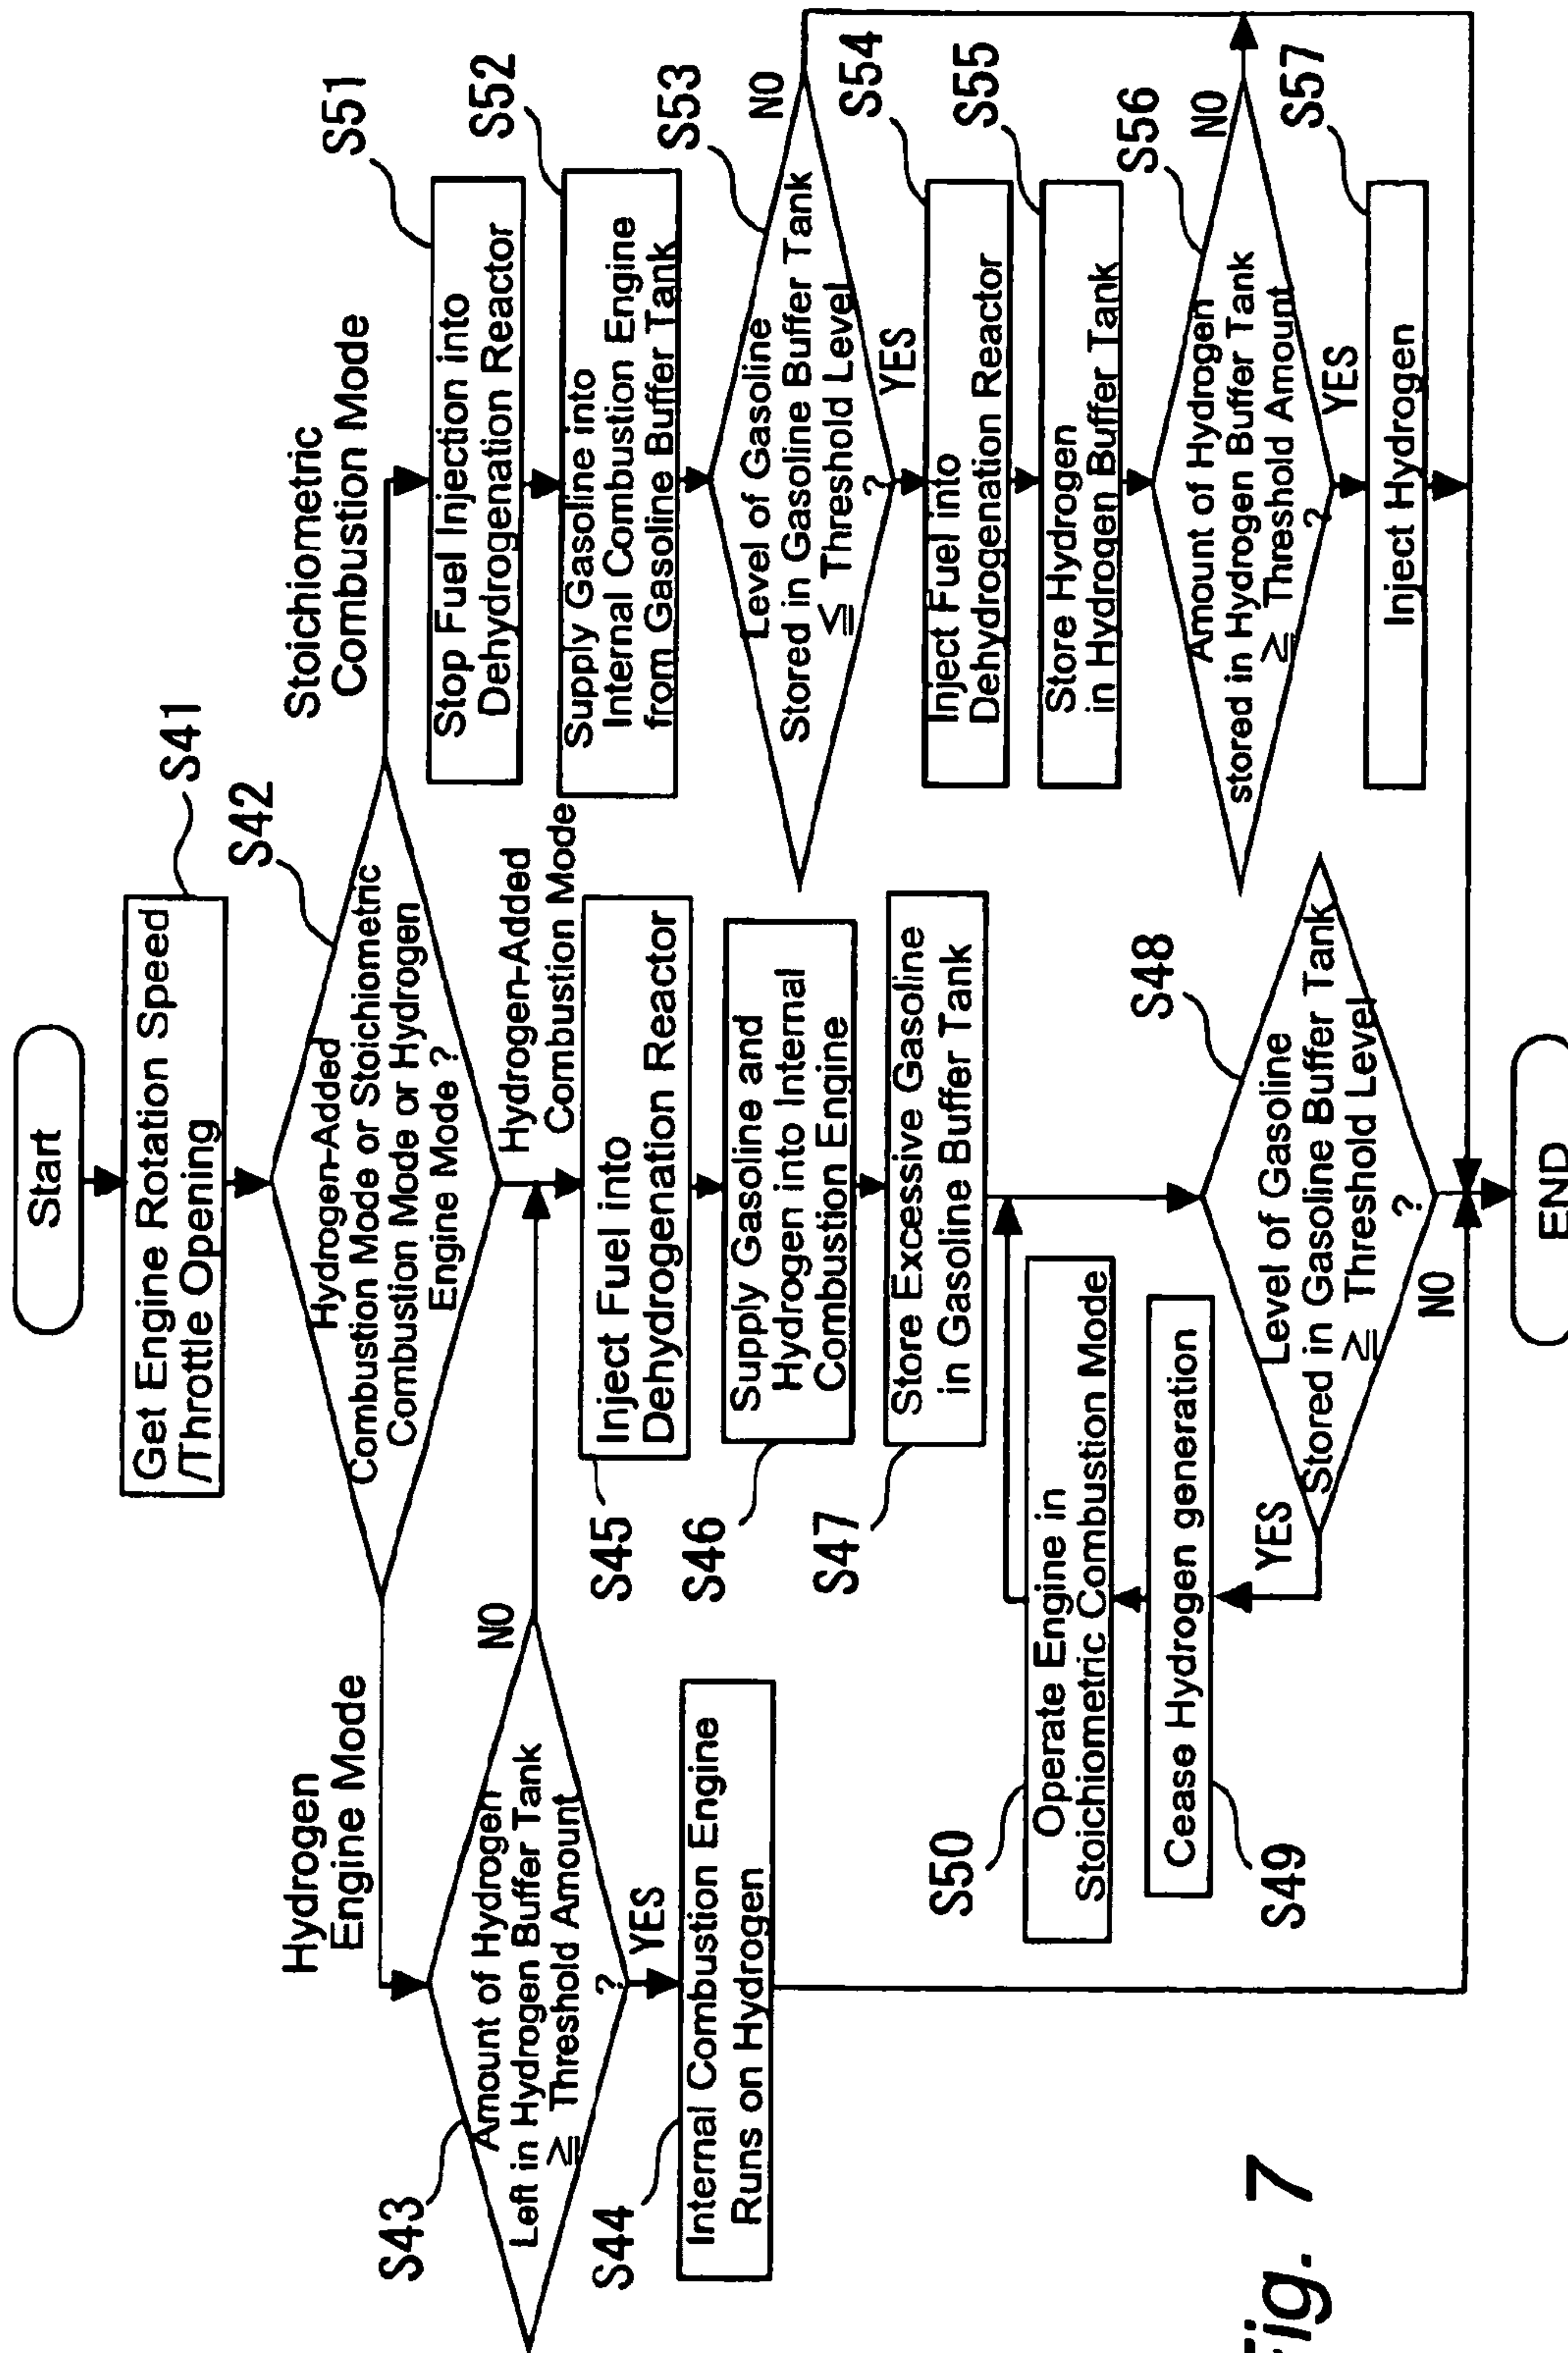 Start
Get Engine Rotation Speed
/Throttle Opening
S41
S42
Hydrogen-Added
Combustion Mode or Stoichiometric
Combustion Mode or Hydrogen
Engine Mode ?
Hydrogen
Engine Mode
S43
Amount of Hydrogen
Left in Hydrogen Buffer Tank
≧ Threshold Amount
?
NO
YES
S44
Internal Combustion Engine
Runs on Hydrogen
Hydrogen-Added
Combustion Mode
S45
Inject Fuel into
Dehydrogenation Reactor
S46
Supply Gasoline and
Hydrogen into Internal
Combustion Engine
S47
Store Excessive Gasoline
in Gasoline Buffer Tank
S48
Level of Gasoline
Stored in Gasoline Buffer Tank
≧ Threshold Level
?
NO
YES
S49
Cease Hydrogen generation
S50
Operate Engine in
Stoichiometric Combustion Mode
Stoichiometric
Combustion Mode
S51
Stop Fuel Injection into
Dehydrogenation Reactor
S52
Supply Gasoline into
Internal Combustion Engine
from Gasoline Buffer Tank
S53
Level of Gasoline
Stored in Gasoline Buffer Tank
≦ Threshold Level
?
NO
YES
S54
Inject Fuel into
Dehydrogenation Reactor
S55
Store Hydrogen
in Hydrogen Buffer Tank
S56
Amount of Hydrogen
stored in Hydrogen Buffer Tank
≧ Threshold Amount
?
NO
YES
S57
Inject Hydrogen
END
Fig. 7